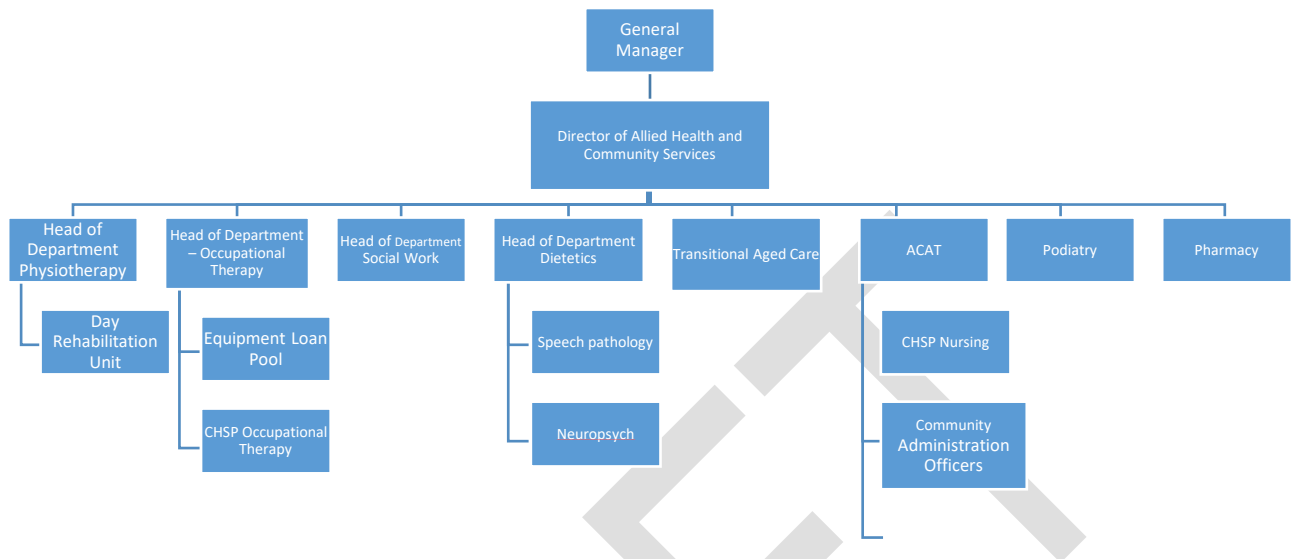 General
Manager
Director of Allied Health and
Community Services
Head of
Department
Physiotherapy
Head of Department
– Occupational
Therapy
Head of Department
Social Work
Head of Department
Dietetics
Transitional Aged Care
ACAT
Podiatry
Pharmacy
Day
Rehabilitation
Unit
Equipment Loan
Pool
Speech pathology
CHSP Nursing
CHSP Occupational
Therapy
Neuropsych
Community
Administration
Officers